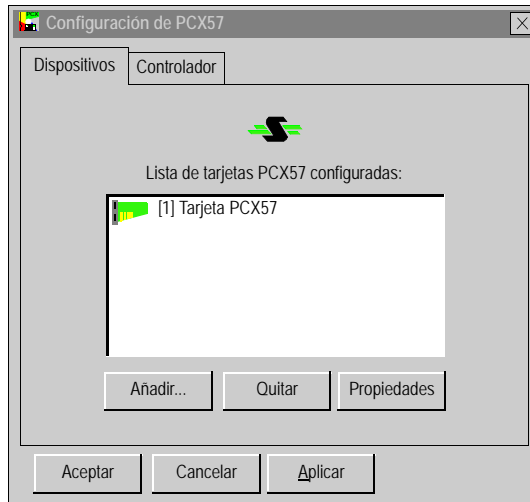 Configuración de PCX57
Dispositivos
Controlador
Lista de tarjetas PCX57 configuradas:
[1] Tarjeta PCX57
Añadir...
Quitar
Propiedades
Aceptar
Cancelar
Aplicar